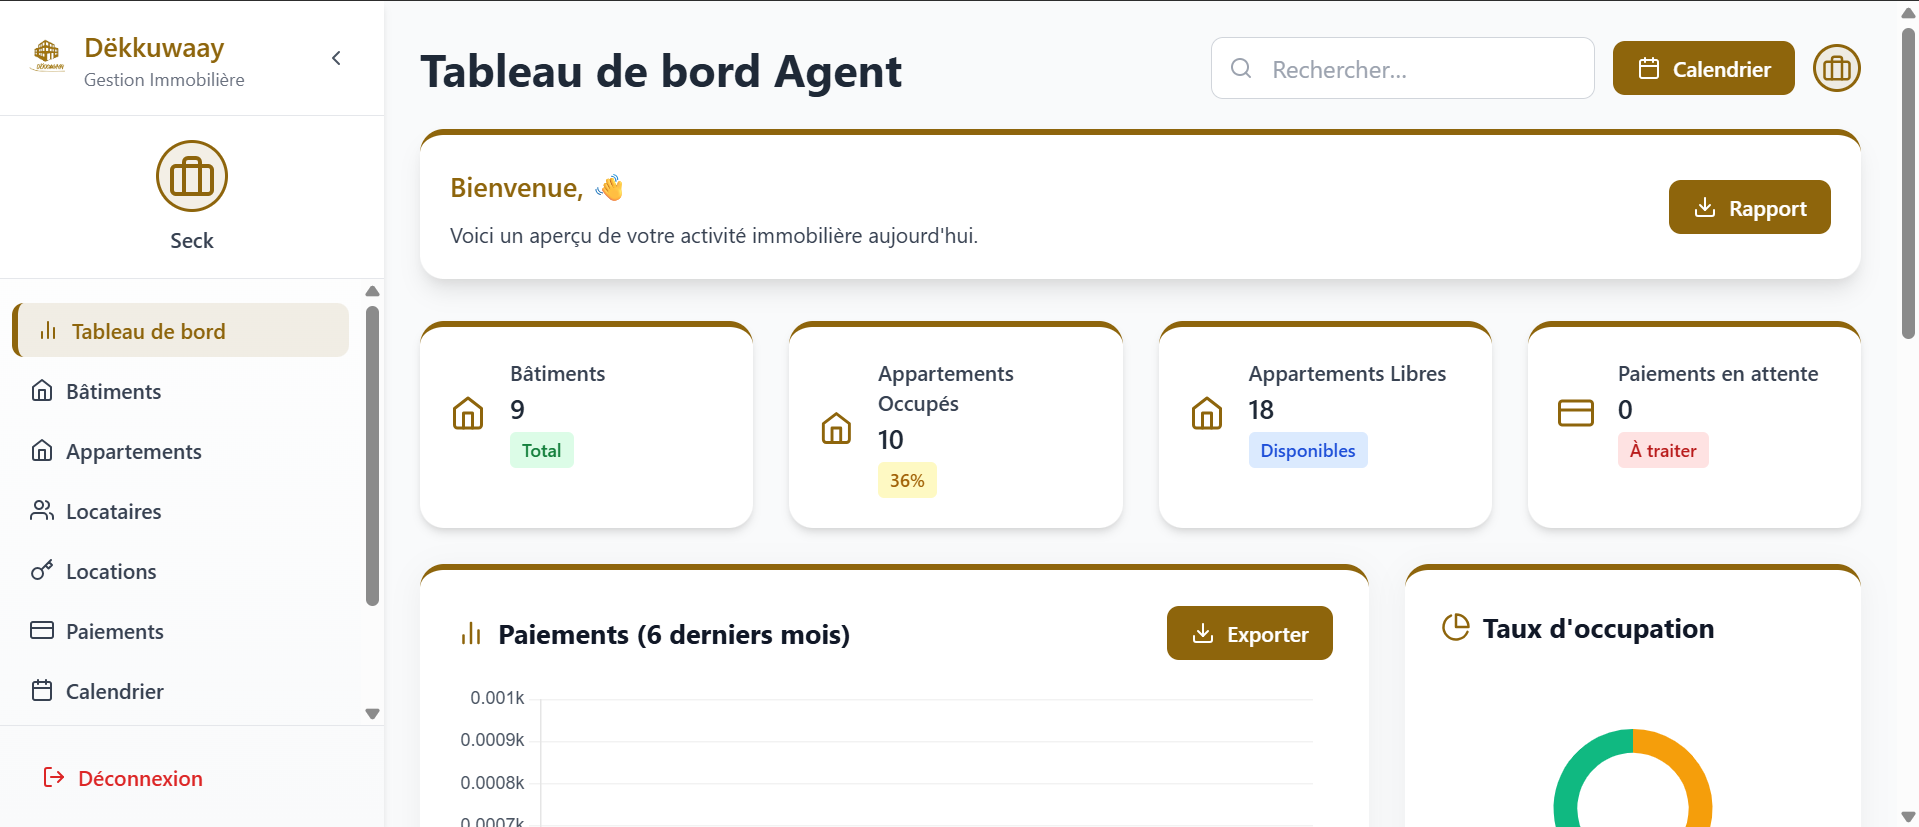 Dëkkuwaay
Gestion Immobilière
Seck
Tableau de bord
Bâtiments
Appartements
Locataires
Locations
Paiements
Calendrier
Déconnexion
Tableau de bord Agent
Rechercher...
Calendrier
Bienvenue, 👋
Voici un aperçu de votre activité immobilière aujourd'hui.
Rapport
Bâtiments
9
Total
Appartements
Occupés
10
36%
Appartements Libres
18
Disponibles
Paiements en attente
0
À traiter
Paiements (6 derniers mois)
Exporter
0.001k
0.0009k
0.0008k
0.0007k
Taux d'occupation